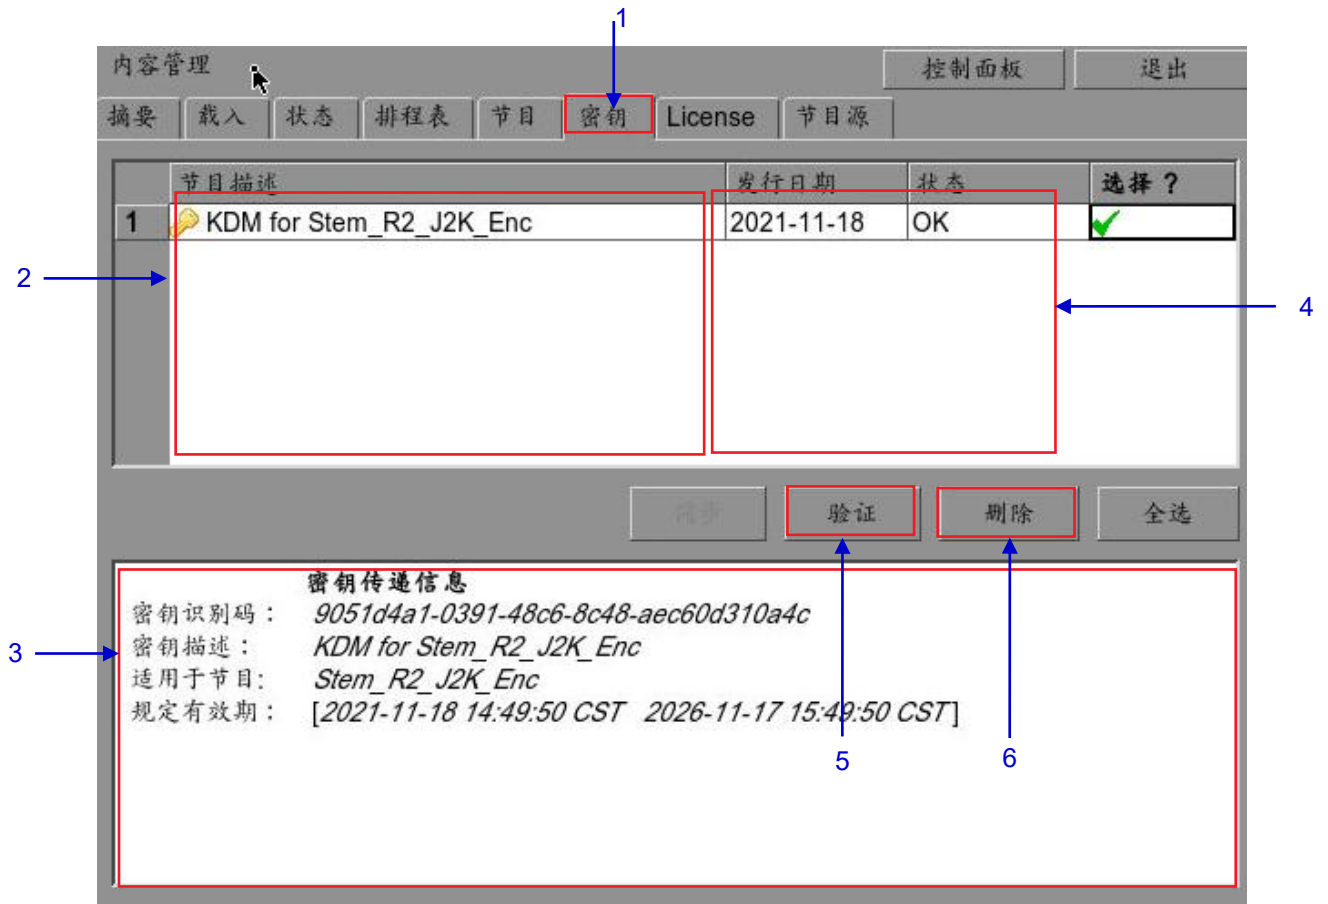 1
内容管理 控制面板 退出
摘要 载入 状态 排程表 节目 密钥 License 节目源
节目描述 发行日期 状态 选择？
1 KDM for Stem_R2_J2K_Enc 2021-11-18 OK
2
4
验证 删除 全选
密钥传递信息
密钥识别码： 9051d4a1-0391-48c6-8c48-aec60d310a4c
密钥描述： KDM for Stem_R2_J2K_Enc
3
适用于节目: Stem_R2_J2K_Enc
规定有效期： [2021-11-18 14:49:50 CST 2026-11-17 15:49:50 CST]
5 6